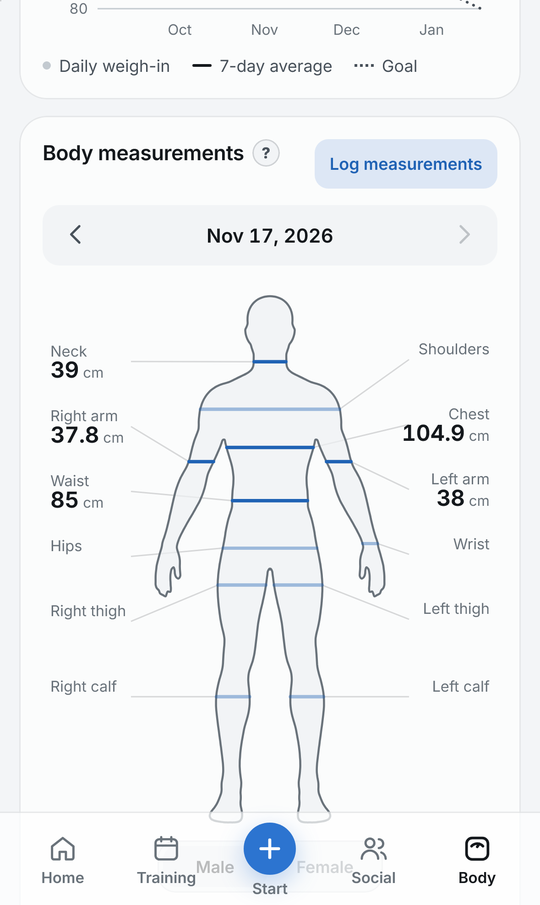 80
Oct Nov Dec Jan
Daily weigh-in 7-day average Goal
Body measurements ?
Log measurements
Nov 17, 2026
Neck
39 cm
Shoulders
Right arm
37.8 cm
Chest
104.9 cm
Waist
85 cm
Left arm
38 cm
Hips
Wrist
Right thigh
Left thigh
Right calf
Left calf
Male Female
Home Training Start Social Body